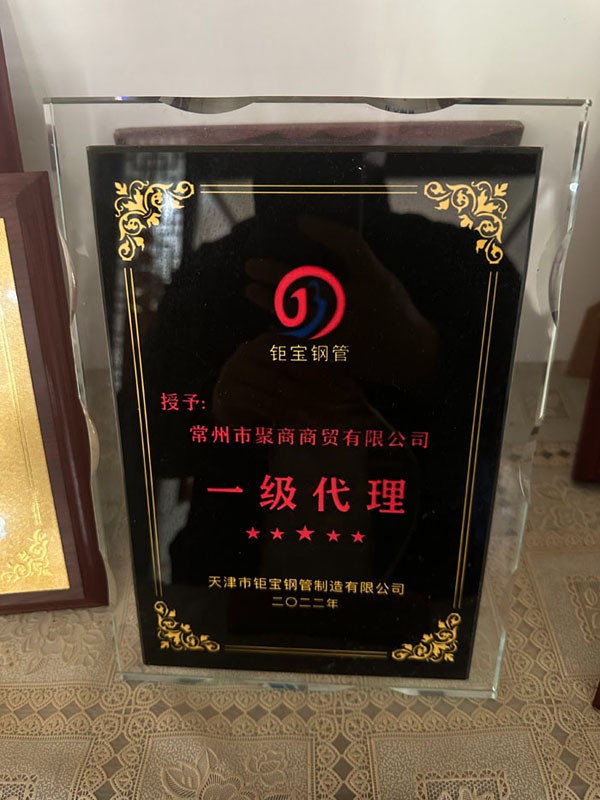 钜宝钢管
授予:
常州市聚商商贸有限公司
一级代理
★★★★★
天津市钜宝钢管制造有限公司
二〇二二年